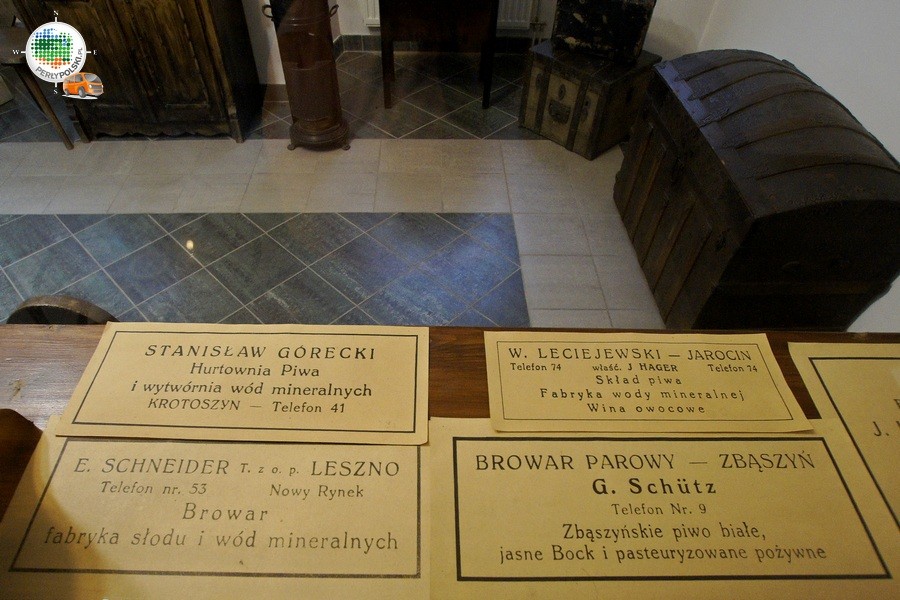 N
W E
S
PERŁYPOLSKI.PL
STANISŁAW GÓRECKI
Hurtownia Piwa
i wytwórnia wód mineralnych
KROTOSZYN — Telefon 41
W. LECIEJEWSKI — JAROCIN
Telefon 74 właśc. J HAGER Telefon 74
Skład piwa
Fabryka wody mineralnej
Wina owocowe
E. SCHNEIDER T. z o. p. LESZNO
Telefon nr. 53 Nowy Rynek
Browar
fabryka słodu i wód mineralnych
BROWAR PAROWY — ZBĄSZYŃ
G. Schütz
Telefon Nr. 9
Zbąszyńskie piwo białe,
jasne Bock i pasteuryzowane pożywne
J.